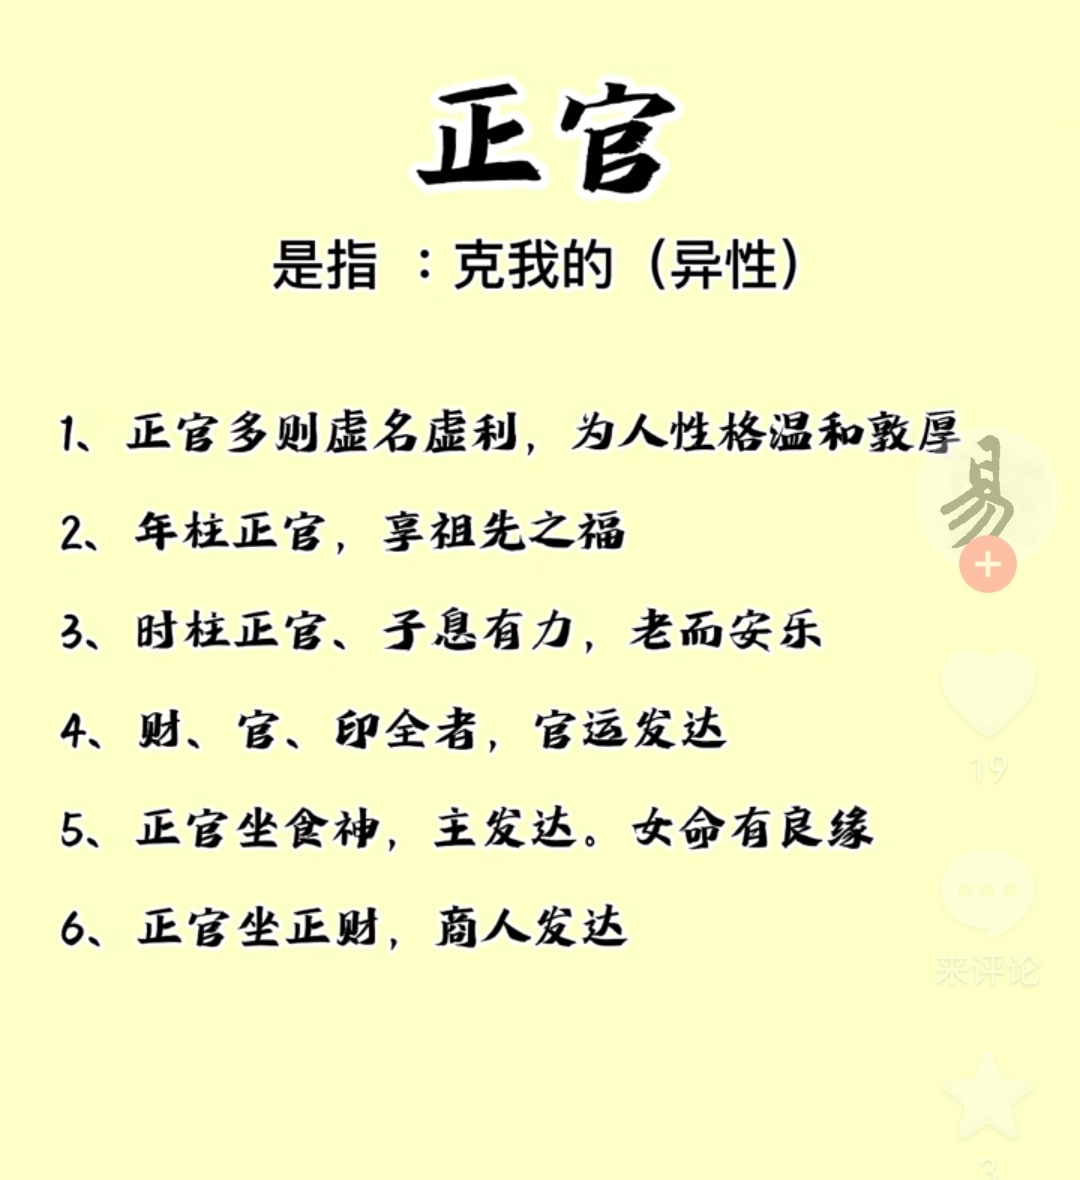 正官
是指 ：克我的（异性）
1、正官多则虚名虚利，为人性格温和敦厚
易
2、年柱正官，享祖先之福
3、时柱正官、子息有力，老而安乐
4、财、官、印全者，官运发达
19
5、正官坐食神，主发达。女命有良缘
6、正官坐正财，商人发达
来评论
3